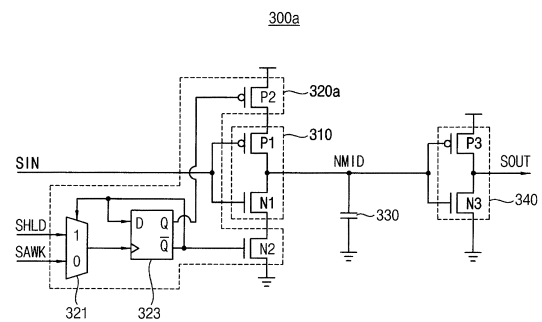 300a
P2
320a
P1
310
SIN
NMID
P3
SOUT
N1
330
N3
340
SHLD
1
D
Q
SAWK
0
Q̅
N2
321
323